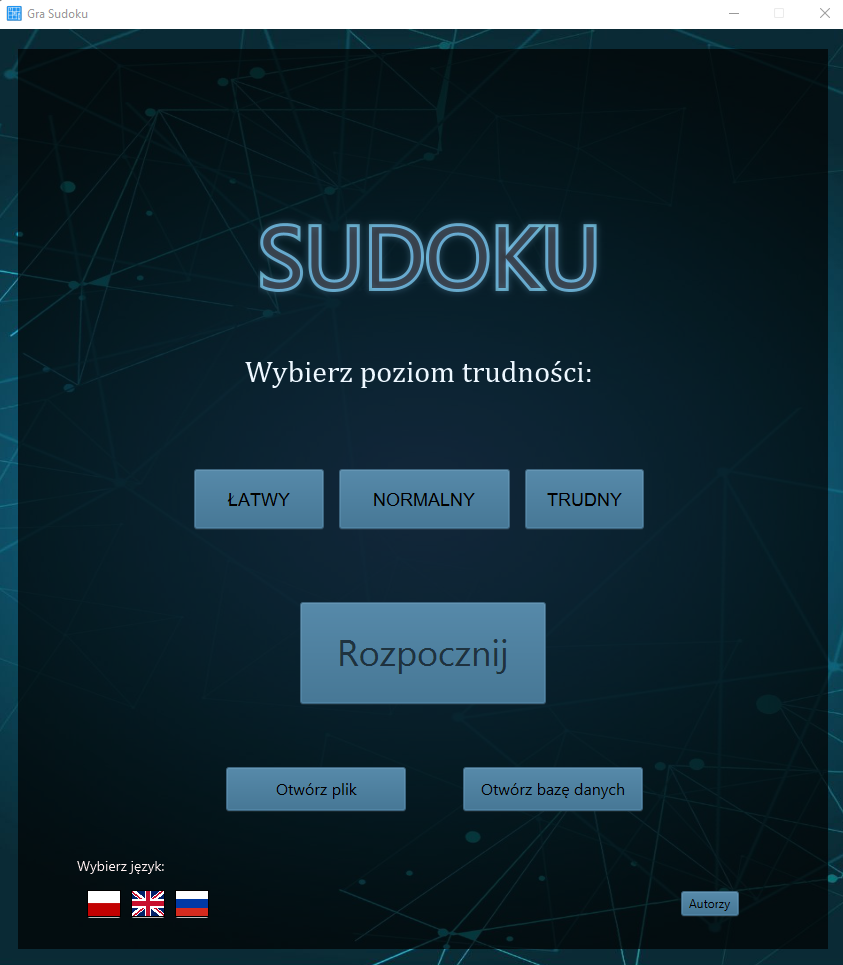 Gra Sudoku
SUDOKU
Wybierz poziom trudności:
ŁATWY NORMALNY TRUDNY
Rozpocznij
Otwórz plik Otwórz bazę danych
Wybierz język:
Autorzy